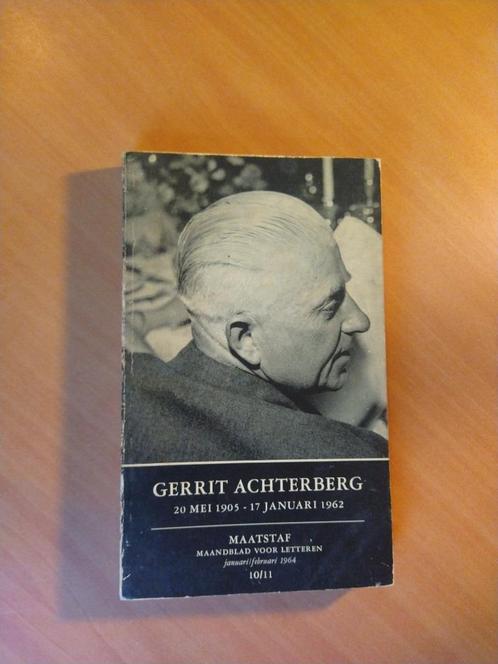 GERRIT ACHTERBERG
20 MEI 1905 - 17 JANUARI 1962
MAATSTAF
MAANDBLAD VOOR LETTEREN
januari/februari 1964
10/11